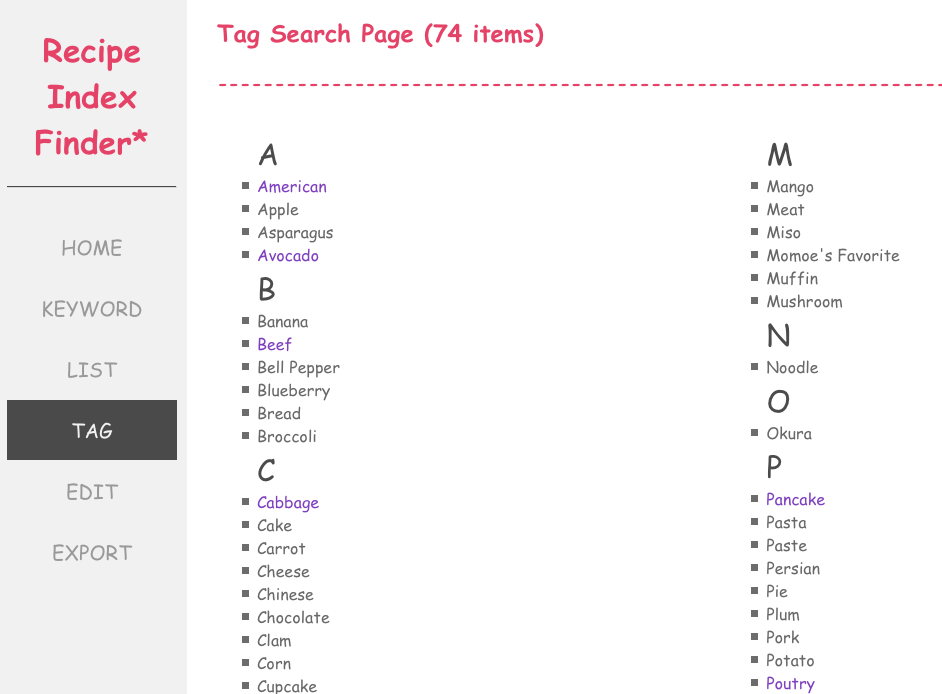 Recipe
Index
Finder*
HOME
KEYWORD
LIST
TAG
EDIT
EXPORT
Tag Search Page (74 items)
A
American
Apple
Asparagus
Avocado
B
Banana
Beef
Bell Pepper
Blueberry
Bread
Broccoli
C
Cabbage
Cake
Carrot
Cheese
Chinese
Chocolate
Clam
Corn
Cupcake
M
Mango
Meat
Miso
Momoe's Favorite
Muffin
Mushroom
N
Noodle
O
Okura
P
Pancake
Pasta
Paste
Persian
Pie
Plum
Pork
Potato
Poutry